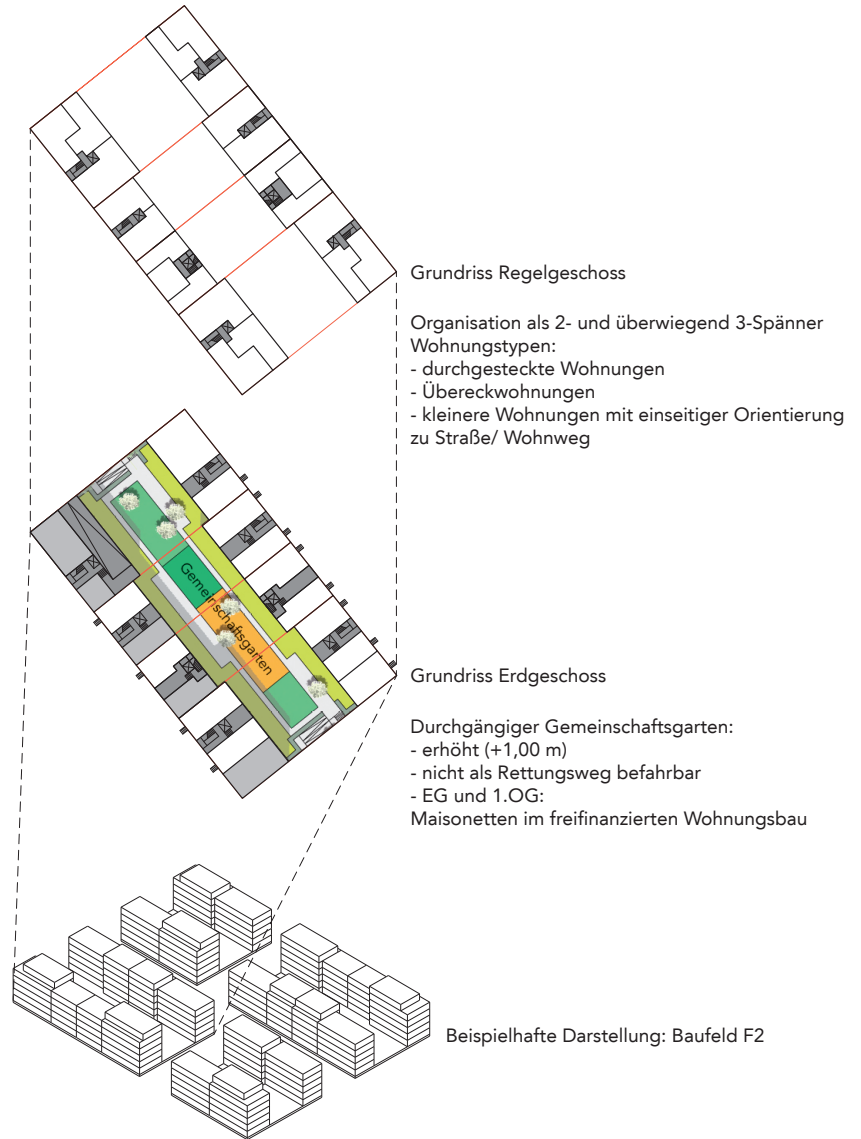 Grundriss Regelgeschoss
Organisation als 2- und überwiegend 3-Spänner
Wohnungstypen:
- durchgesteckte Wohnungen
- Übereckwohnungen
- kleinere Wohnungen mit einseitiger Orientierung
zu Straße/ Wohnweg
Gemeinschaftsgarten
Grundriss Erdgeschoss
Durchgängiger Gemeinschaftsgarten:
- erhöht (+1,00 m)
- nicht als Rettungsweg befahrbar
- EG und 1.OG:
Maisonetten im freifinanzierten Wohnungsbau
Beispielhafte Darstellung: Baufeld F2